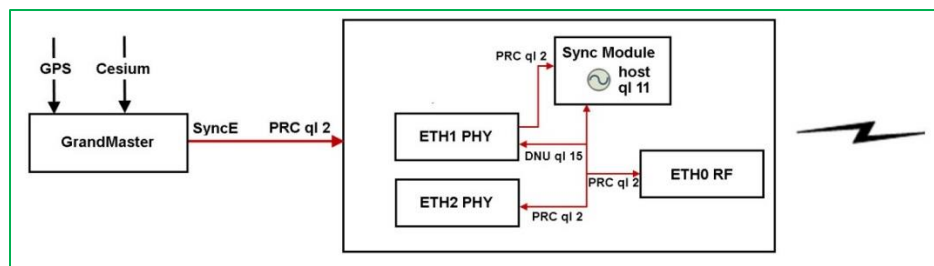 GPS
Cesium
GrandMaster
SyncE
PRC ql 2
PRC ql 2
Sync Module
host
ql 11
ETH1 PHY
DNU ql 15
ETH0 RF
PRC ql 2
ETH2 PHY
PRC ql 2